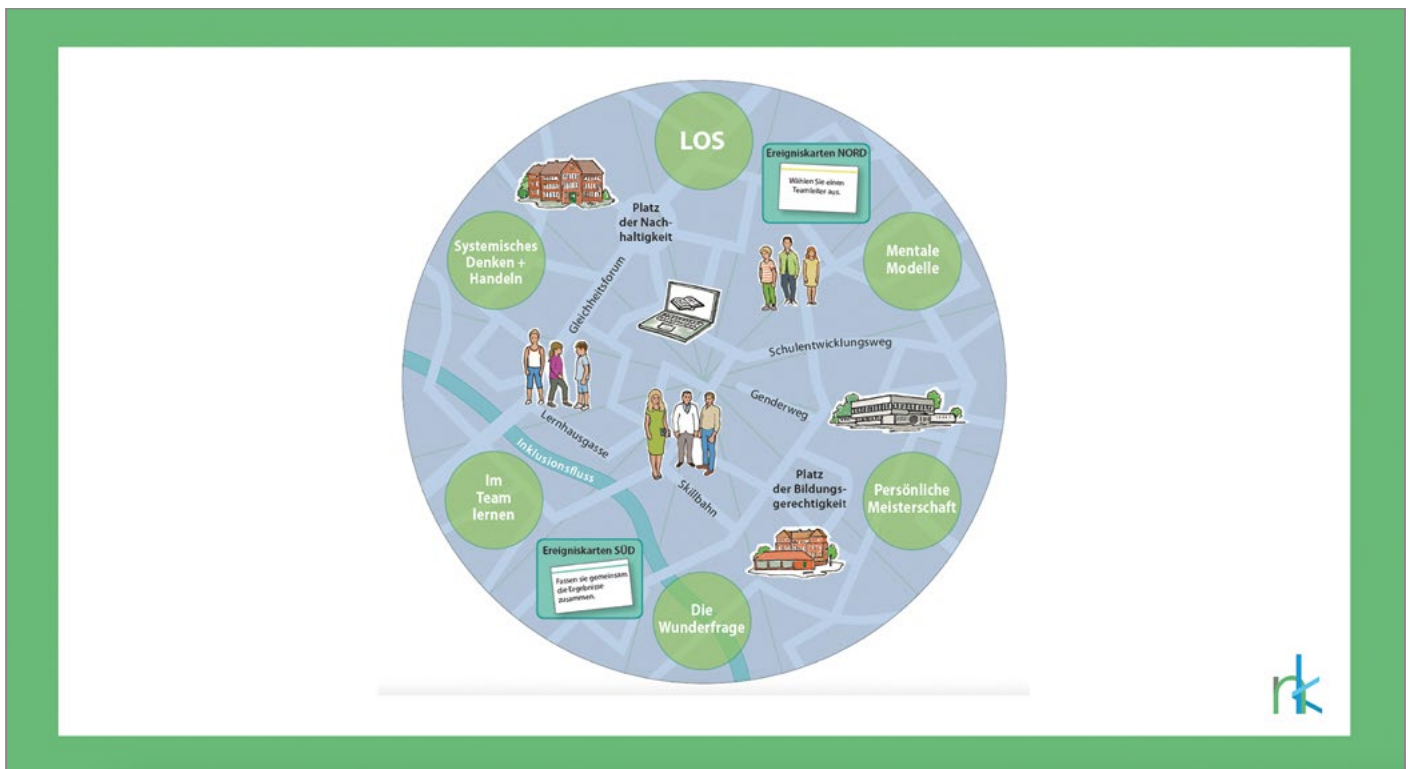 LOS
Ereigniskarten NORD
Wählen Sie einen
Teamleiter aus.
Platz
der Nach-
haltigkeit
Systemisches
Denken +
Handeln
Mentale
Modelle
Gleichheitsforum
Schulentwicklungsweg
Genderweg
Lernhausgasse
Inklusionsfluss
Skillbahn
Platz
der Bildungs-
gerechtigkeit
Im
Team
lernen
Persönliche
Meisterschaft
Ereigniskarten SÜD
Fassen sie gemeinsam
die Ergebnisse
zusammen.
Die
Wunderfrage
rk